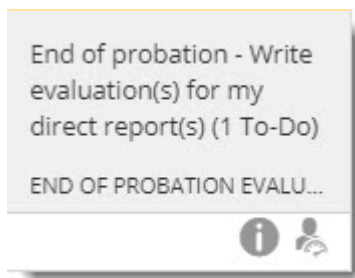 End of probation - Write
evaluation(s) for my
direct report(s) (1 To-Do)
END OF PROBATION EVALU...